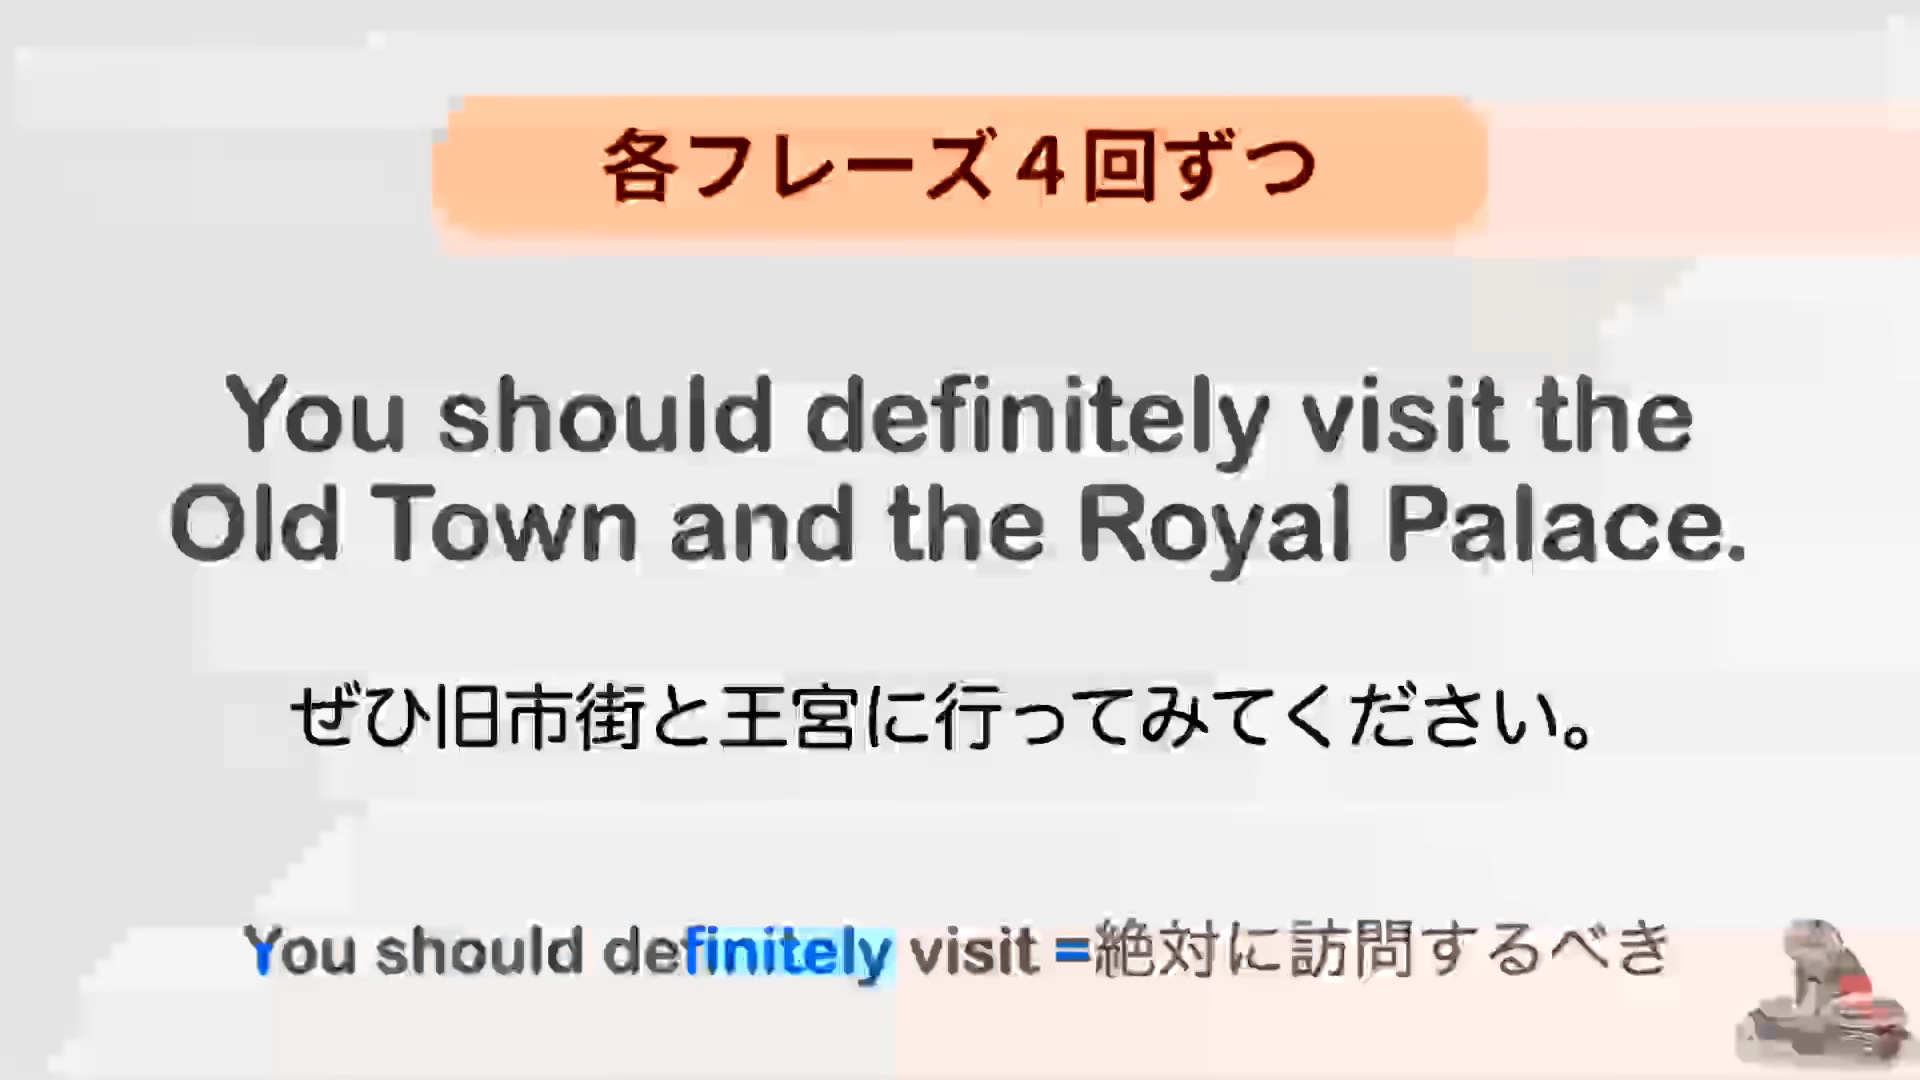 各フレーズ4回ずつ
You should definitely visit the
Old Town and the Royal Palace.
ぜひ旧市街と王宮に行ってみてください。
You should definitely visit =絶対に訪問するべき